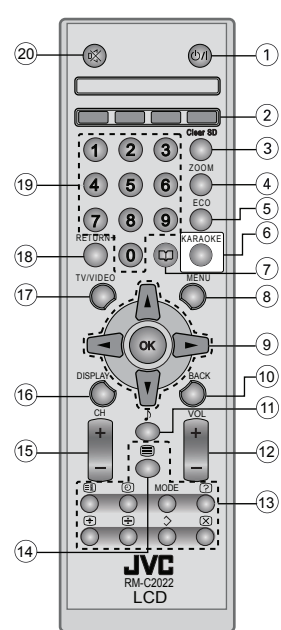 20
1
2
Clear SD
1 2 3
3
ZOOM
4
19
4 5 6
ECO
5
7 8 9
KARAOKE
6
RETURN
18
0
7
TV/VIDEO
MENU
17
8
OK
9
DISPLAY
BACK
16
10
11
CH
VOL
15
+
+
12
−
−
MODE
?
13
14
JVC
RM-C2022
LCD